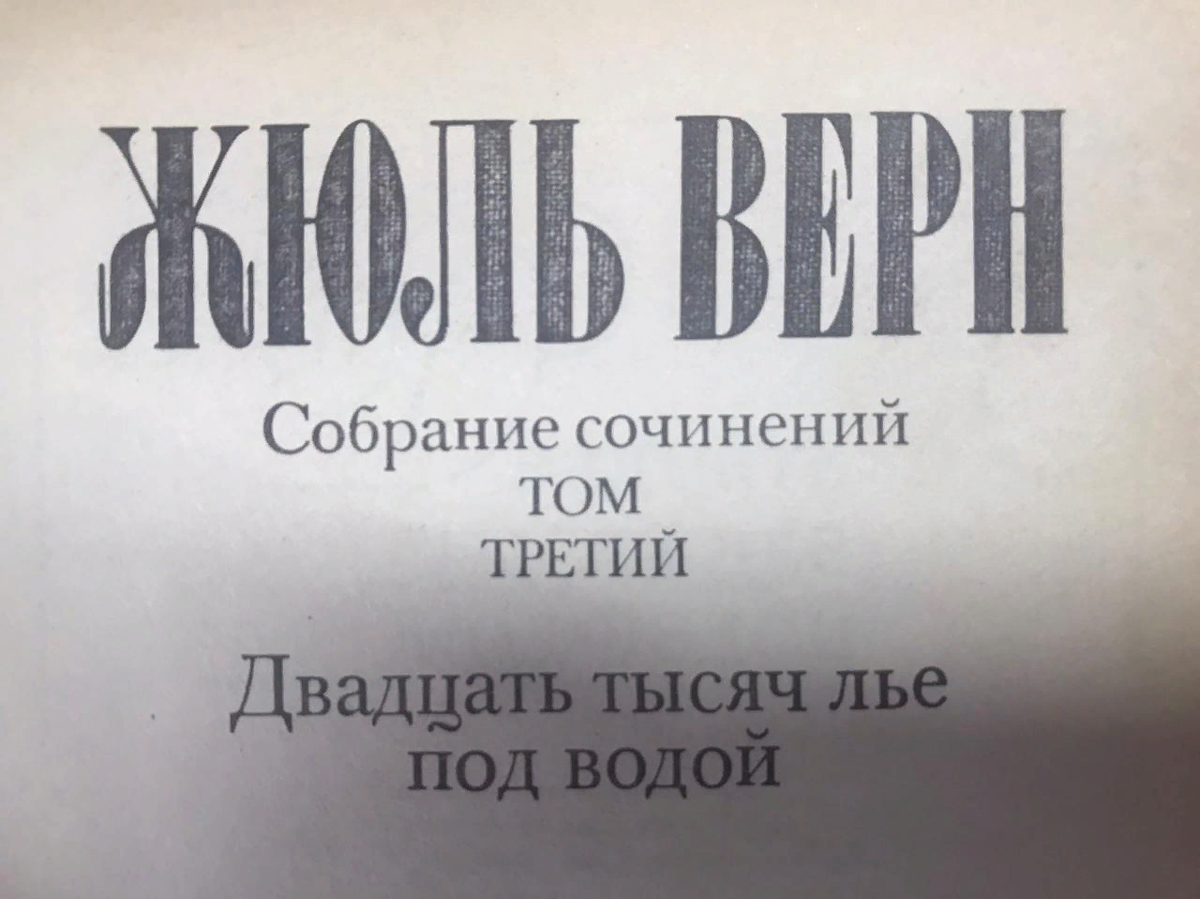 ЖЮЛЬ ВЕРН
Собрание сочинений
ТОМ
ТРЕТИЙ
Двадцать тысяч лье
под водой